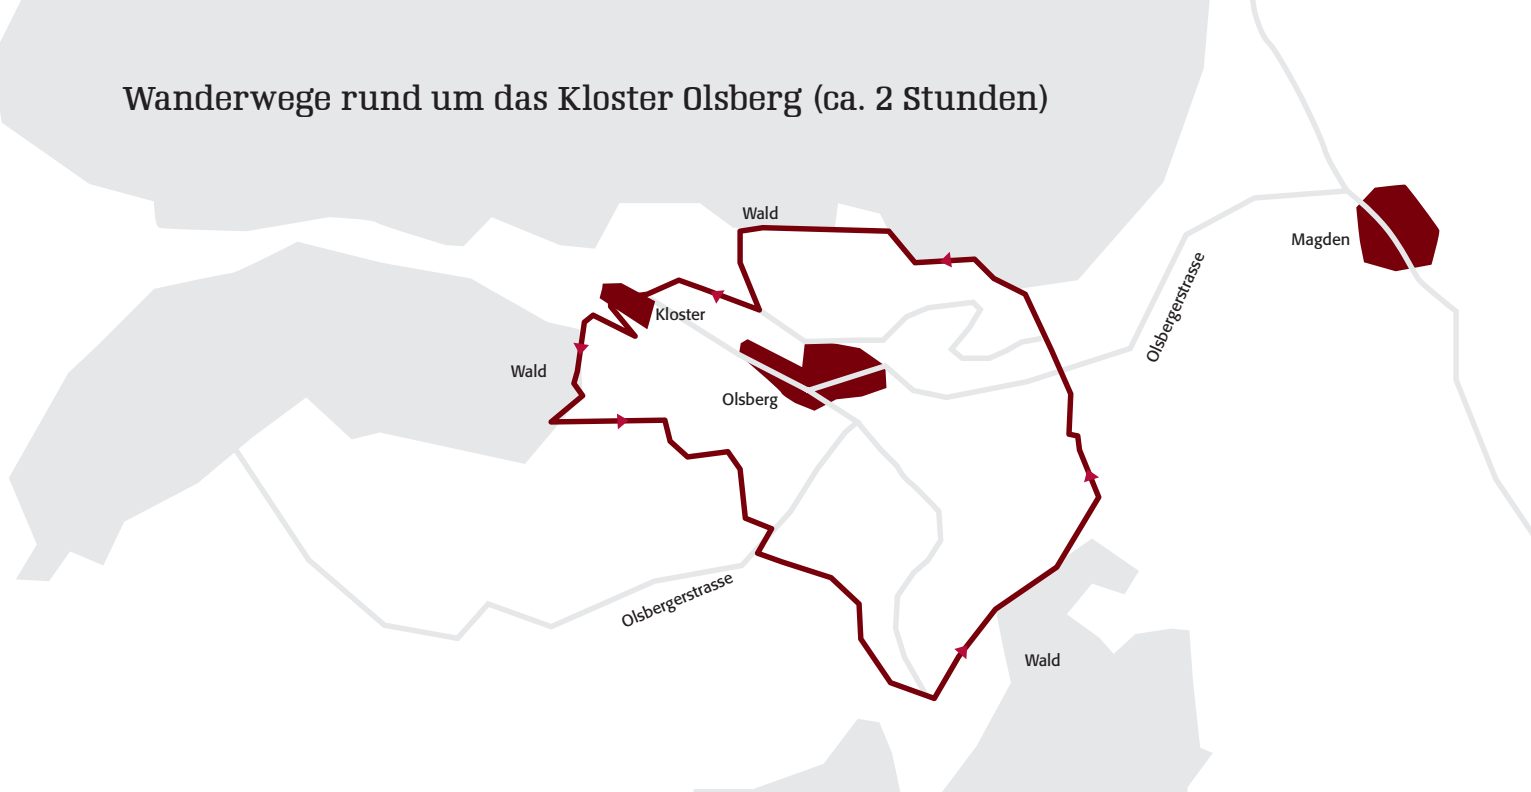 Wanderwege rund um das Kloster Olsberg (ca. 2 Stunden)
Wald
Magden
Olsbergerstrasse
Kloster
Wald
Olsberg
Olsbergerstrasse
Wald